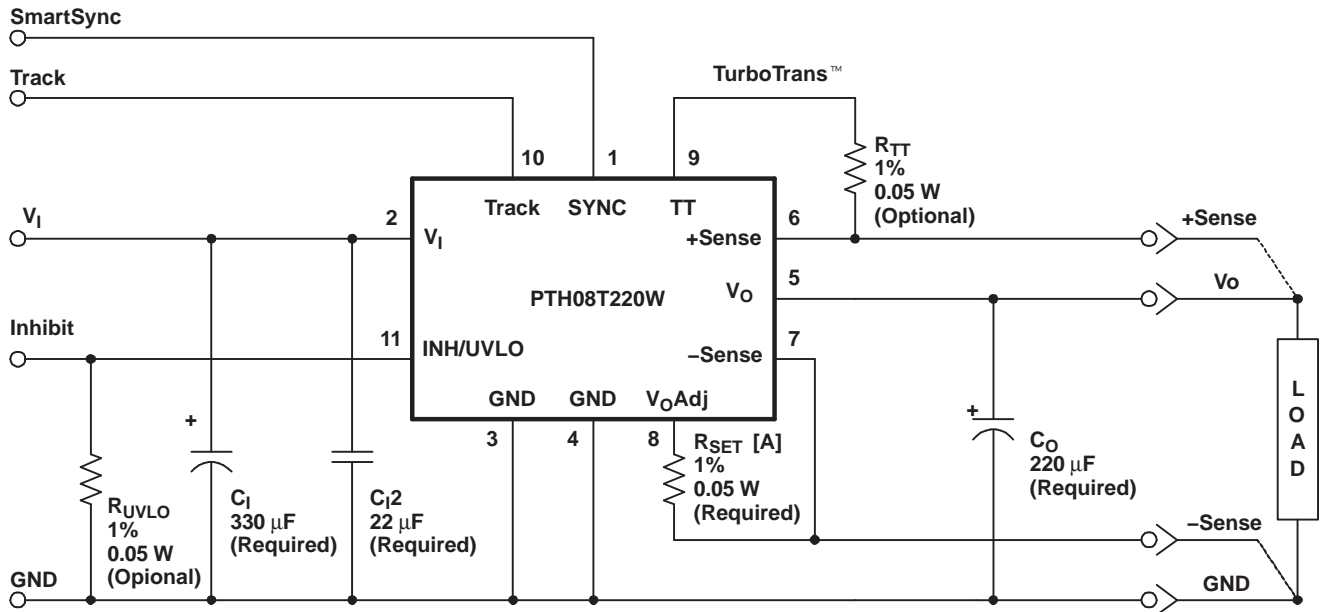 SmartSync
Track
TurboTrans™
R_TT
1%
0.05 W
(Optional)
10
1
9
Track
SYNC
TT
V_I
2
V_I
6
+Sense
+Sense
5
V_O
Vo
PTH08T220W
Inhibit
11
INH/UVLO
7
–Sense
GND
GND
V_OAdj
3
4
8
R_SET [A]
1%
0.05 W
(Required)
+
C_O
220 μF
(Required)
L
O
A
D
+
R_UVLO
1%
0.05 W
(Opional)
C_I
330 μF
(Required)
C_I2
22 μF
(Required)
–Sense
GND
GND